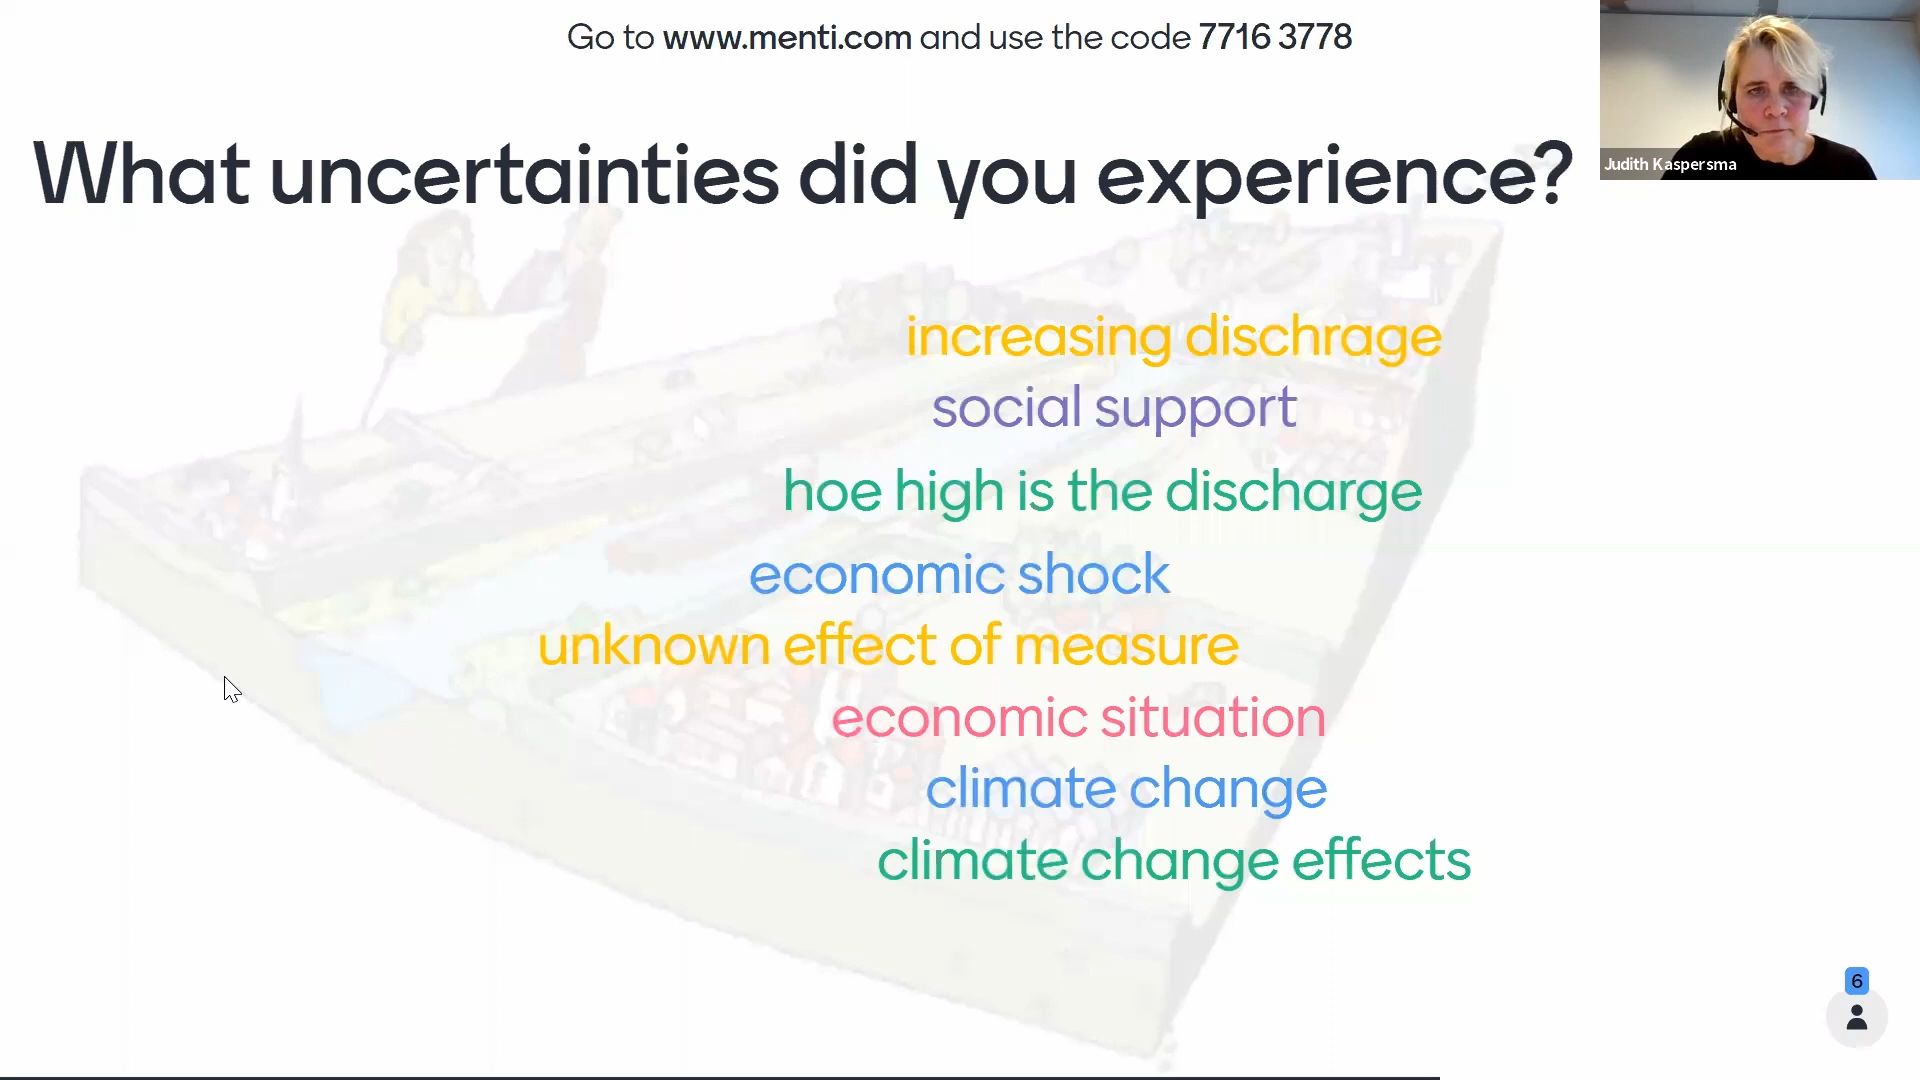 Go to www.menti.com and use the code 7716 3778
What uncertainties did you experience?
Judith Kaspersma
increasing dischrage
social support
hoe high is the discharge
economic shock
unknown effect of measure
economic situation
climate change
climate change effects
6